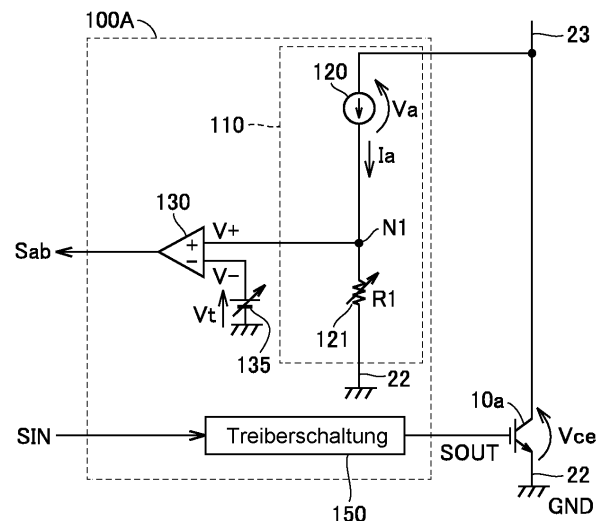 100A
23
120
Va
110
Ia
130
V+
N1
Sab
+
−
V−
R1
Vt
121
135
22
10a
SIN
Treiberschaltung
SOUT
Vce
22
150
GND